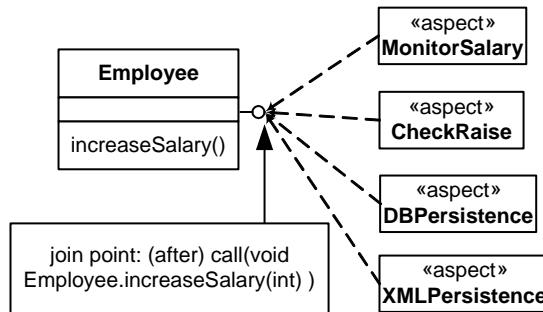 Employee
increaseSalary()
join point: (after) call(void
Employee.increaseSalary(int) )
«aspect»
MonitorSalary
«aspect»
CheckRaise
«aspect»
DBPersistence
«aspect»
XMLPersistence